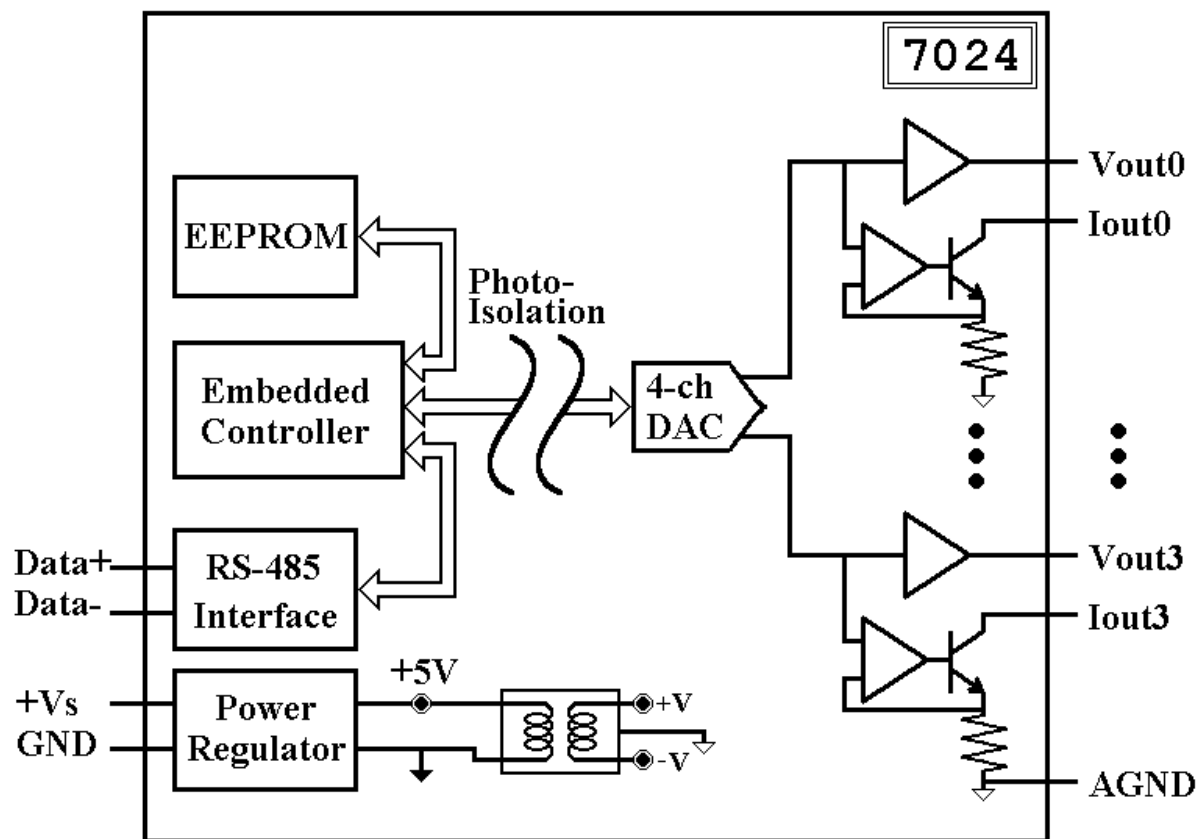 7024
Vout0
Iout0
EEPROM
Photo-
Isolation
Embedded
Controller
4-ch
DAC
Data+
Data-
RS-485
Interface
Vout3
Iout3
+Vs
GND
Power
Regulator
+5V
+V
-V
AGND